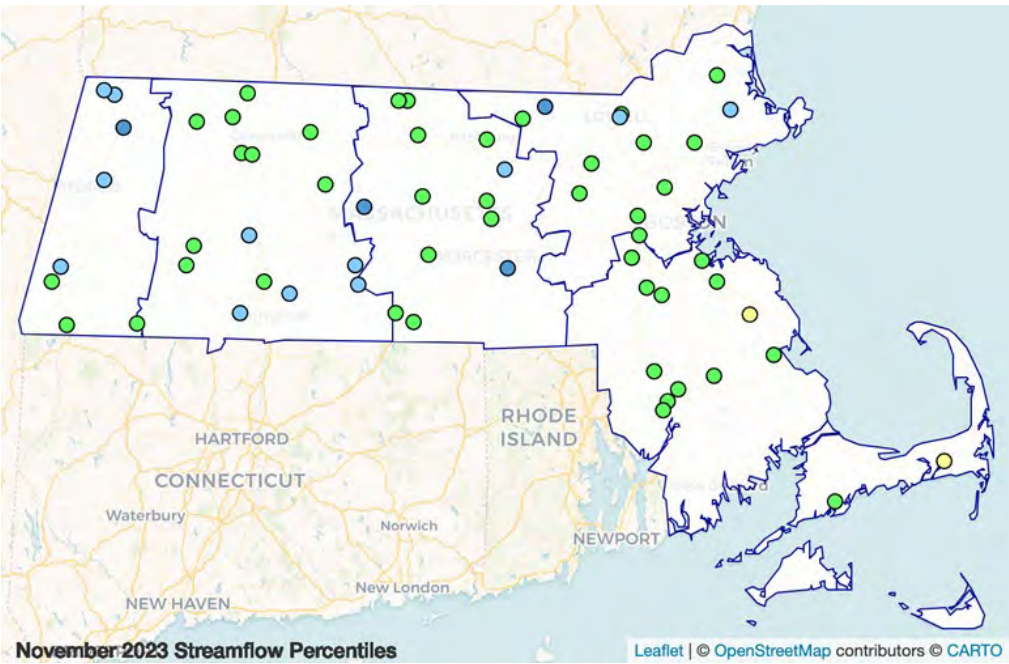 LOWELL
MASSACHUSETTS
BOSTON
WORCESTER
RHODE
ISLAND
HARTFORD
CONNECTICUT
Waterbury
Norwich
NEWPORT
New London
NEW HAVEN
November 2023 Streamflow Percentiles
Leaflet | © OpenStreetMap contributors © CARTO